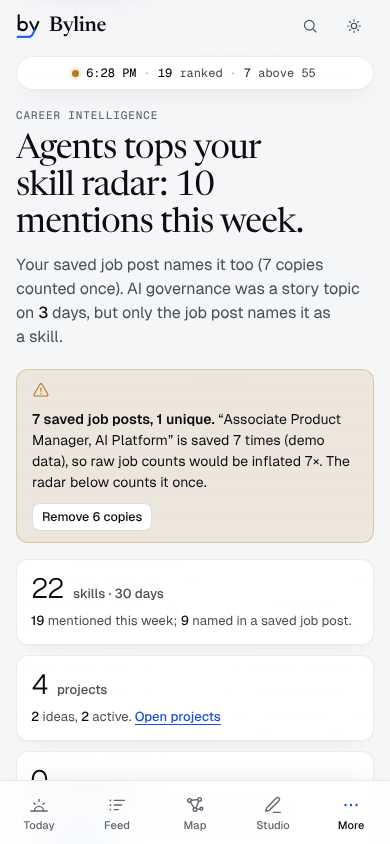 by Byline
6:28 PM · 19 ranked · 7 above 55
CAREER INTELLIGENCE
Agents tops your
skill radar: 10
mentions this week.
Your saved job post names it too (7 copies
counted once). AI governance was a story topic
on 3 days, but only the job post names it as
a skill.
7 saved job posts, 1 unique. “Associate Product
Manager, AI Platform” is saved 7 times (demo
data), so raw job counts would be inflated 7×. The
radar below counts it once.
Remove 6 copies
22 skills · 30 days
19 mentioned this week; 9 named in a saved job post.
4 projects
2 ideas, 2 active. Open projects
Today Feed Map Studio More